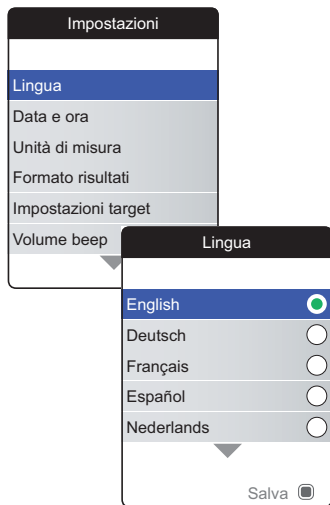 Impostazioni
Lingua
Data e ora
Unità di misura
Formato risultati
Impostazioni target
Volume beep
Lingua
English
Deutsch
Français
Español
Nederlands
Salva